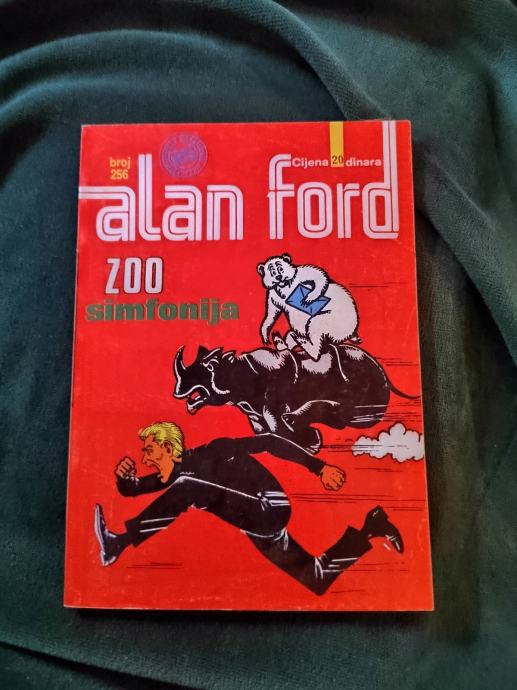 broj
256
Cijena 20 dinara
alan ford
ZOO
simfonija